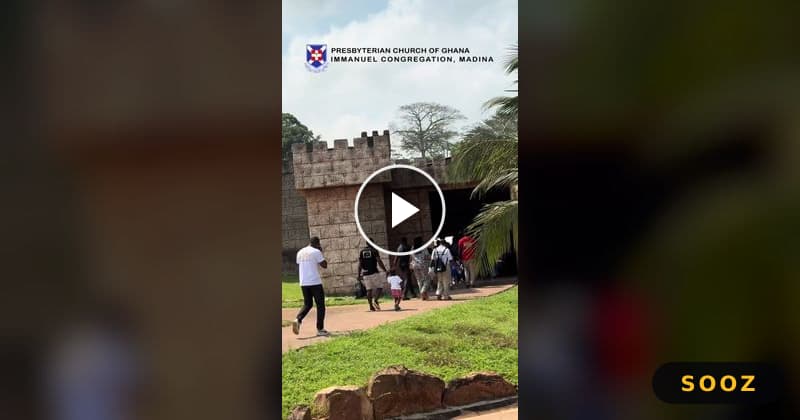 PRESBYTERIAN CHURCH OF GHANA
IMMANUEL CONGREGATION, MADINA
SOOZ